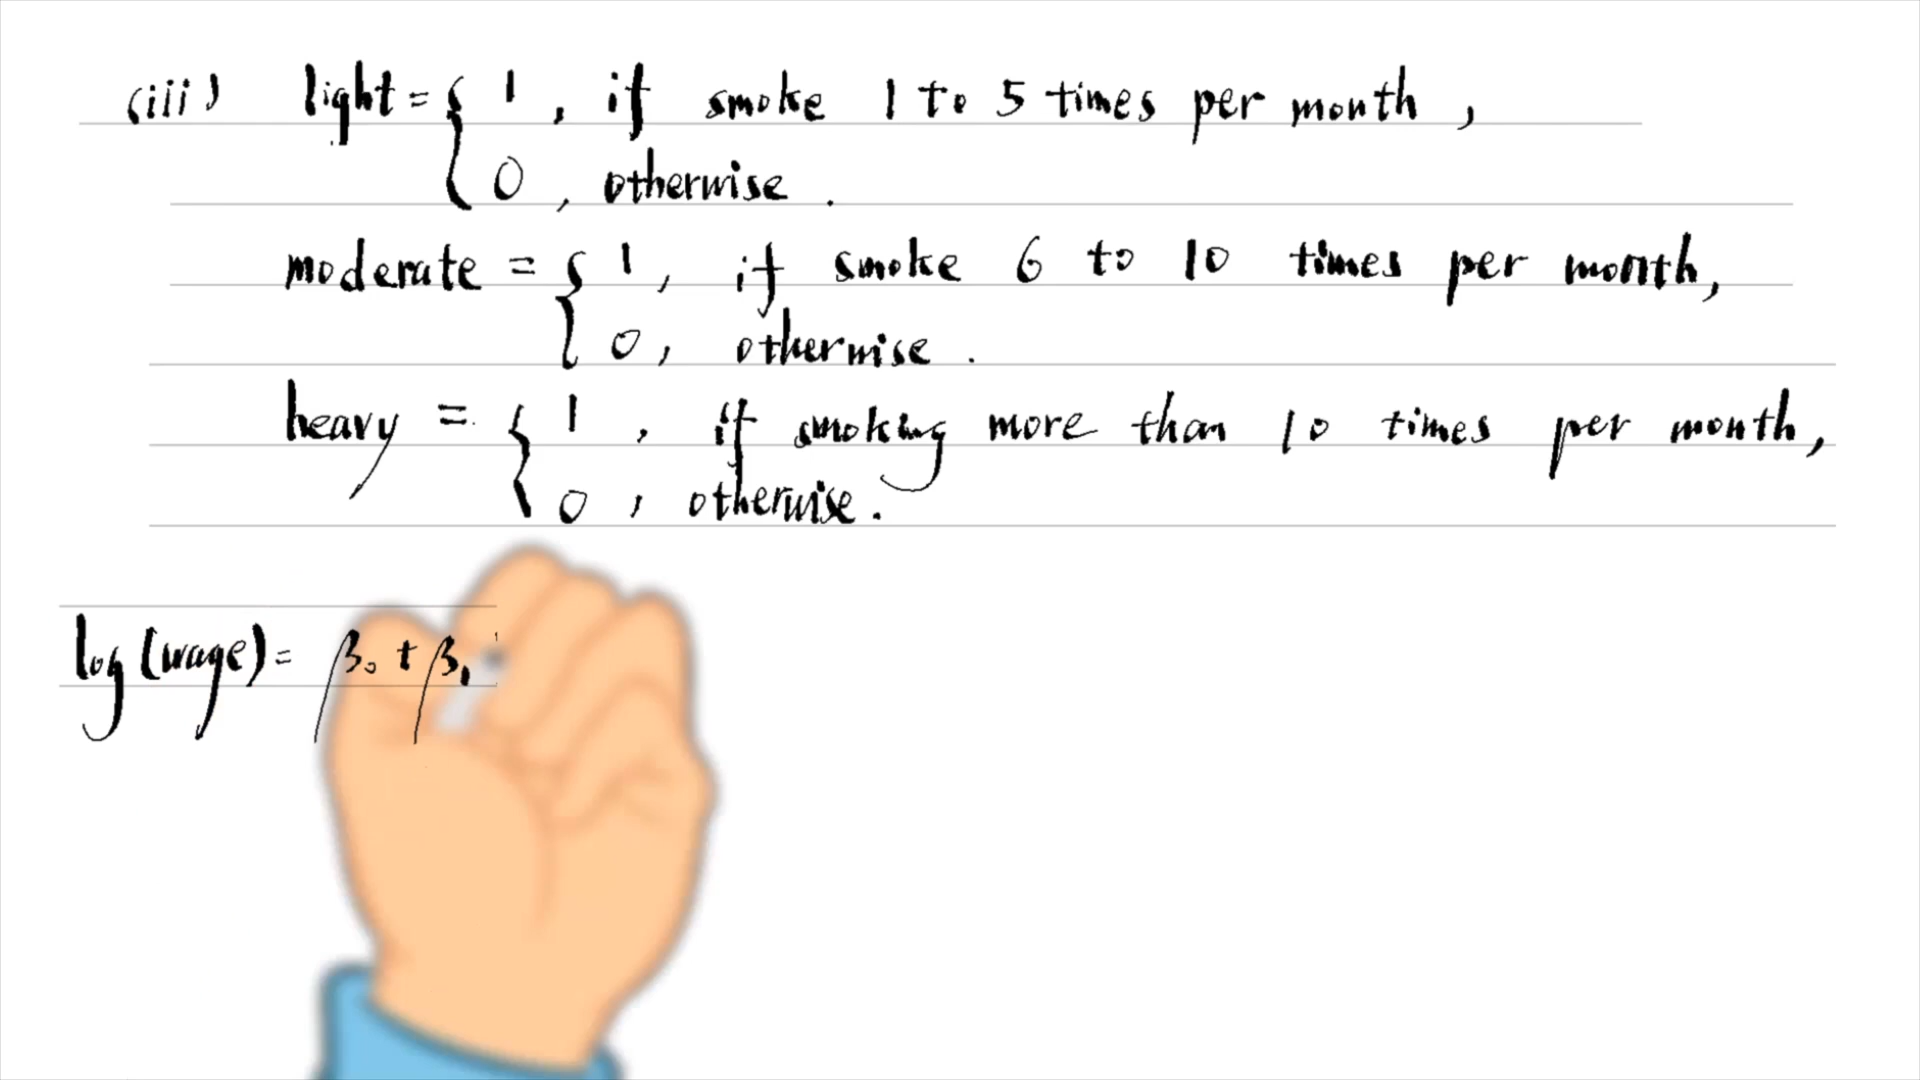 (iii) light = { 1 , if smoke 1 to 5 times per month ,
0 , otherwise .
moderate = { 1 , if smoke 6 to 10 times per month,
0 , otherwise .
heavy = { 1 , if smoking more than 10 times per month,
0 , otherwise .
log (wage) = β₀ + β₁